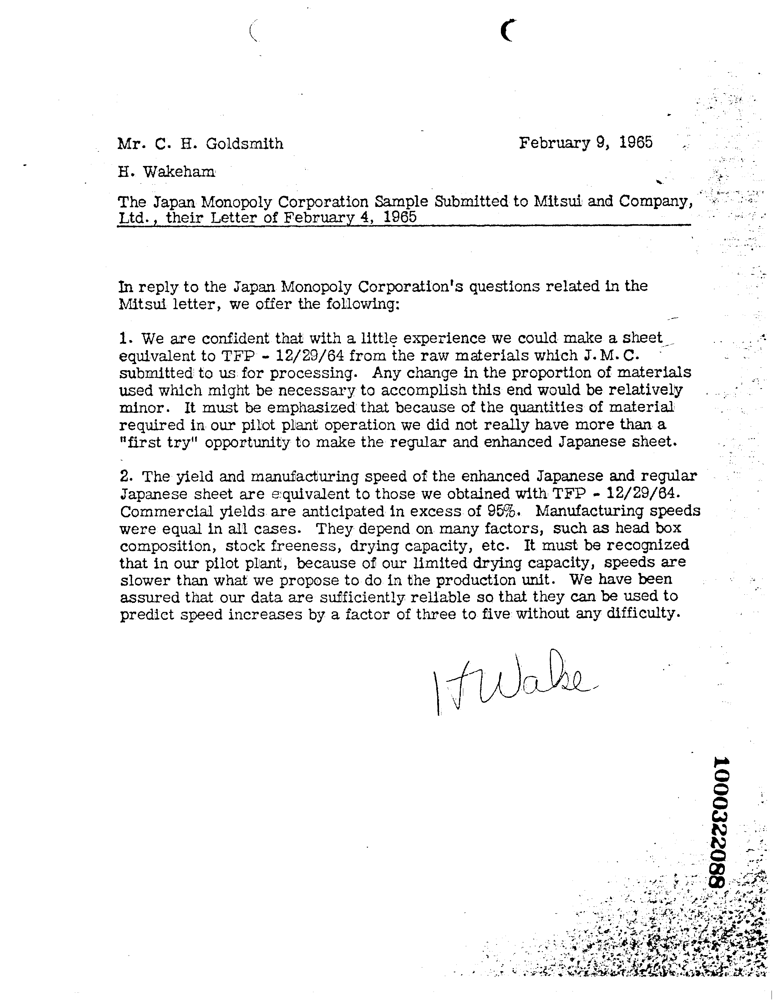 Mr. C. H. Goldsmith February 9, 1965
H. Wakeham
The Japan Monopoly Corporation Sample Submitted to Mitsui and Company,
Ltd., their Letter of February 4, 1965
In reply to the Japan Monopoly Corporation's questions related in the
Mitsui letter, we offer the following:
1. We are confident that with a little experience we could make a sheet
equivalent to TFP - 12/29/64 from the raw materials which J.M.C.
submitted to us for processing. Any change in the proportion of materials
used which might be necessary to accomplish this end would be relatively
minor. It must be emphasized that because of the quantities of material
required in our pilot plant operation we did not really have more than a
"first try" opportunity to make the regular and enhanced Japanese sheet.
2. The yield and manufacturing speed of the enhanced Japanese and regular
Japanese sheet are equivalent to those we obtained with TFP - 12/29/64.
Commercial yields are anticipated in excess of 95%. Manufacturing speeds
were equal in all cases. They depend on many factors, such as head box
composition, stock freeness, drying capacity, etc. It must be recognized
that in our pilot plant, because of our limited drying capacity, speeds are
slower than what we propose to do in the production unit. We have been
assured that our data are sufficiently reliable so that they can be used to
predict speed increases by a factor of three to five without any difficulty.
HWake
1000322088